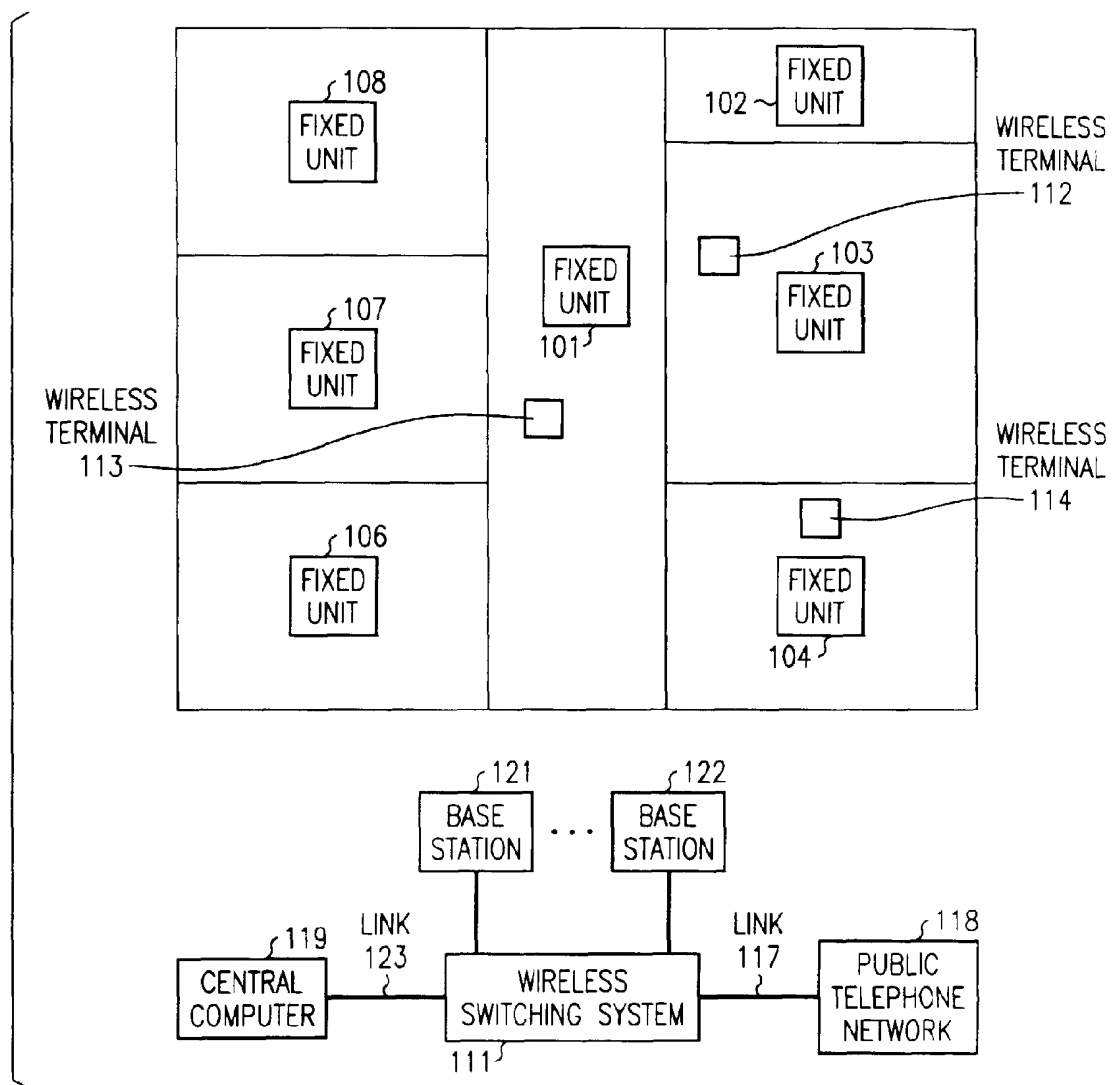 108
FIXED
UNIT
FIXED
UNIT
102
WIRELESS
TERMINAL
112
107
FIXED
UNIT
FIXED
UNIT
101
103
FIXED
UNIT
WIRELESS
TERMINAL
113
WIRELESS
TERMINAL
114
106
FIXED
UNIT
FIXED
UNIT
104
121
BASE
STATION
...
122
BASE
STATION
119
CENTRAL
COMPUTER
LINK
123
WIRELESS
SWITCHING SYSTEM
111
LINK
117
118
PUBLIC
TELEPHONE
NETWORK